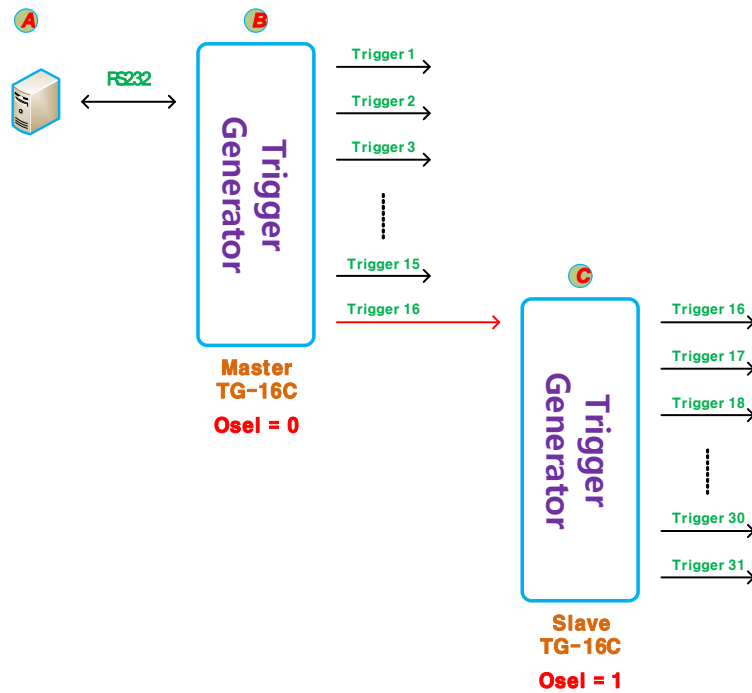 A
B
RS232
Trigger 1
Trigger 2
Trigger 3
Trigger
Generator
Trigger 15
Trigger 16
Master
TG-16C
Osel = 0
C
Trigger 16
Trigger 17
Trigger 18
Trigger
Generator
Trigger 30
Trigger 31
Slave
TG-16C
Osel = 1